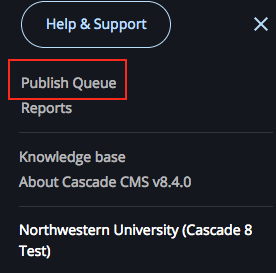 Help & Support
Publish Queue
Reports
Knowledge base
About Cascade CMS v8.4.0
Northwestern University (Cascade 8
Test)